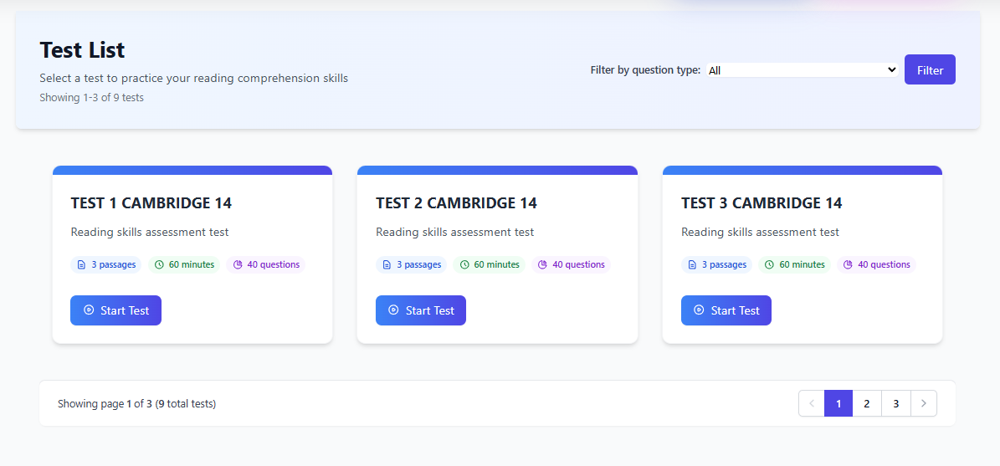 Test List
Select a test to practice your reading comprehension skills
Showing 1-3 of 9 tests
Filter by question type: All Filter
TEST 1 CAMBRIDGE 14
Reading skills assessment test
3 passages 60 minutes 40 questions
Start Test
TEST 2 CAMBRIDGE 14
Reading skills assessment test
3 passages 60 minutes 40 questions
Start Test
TEST 3 CAMBRIDGE 14
Reading skills assessment test
3 passages 60 minutes 40 questions
Start Test
Showing page 1 of 3 (9 total tests)
1 2 3